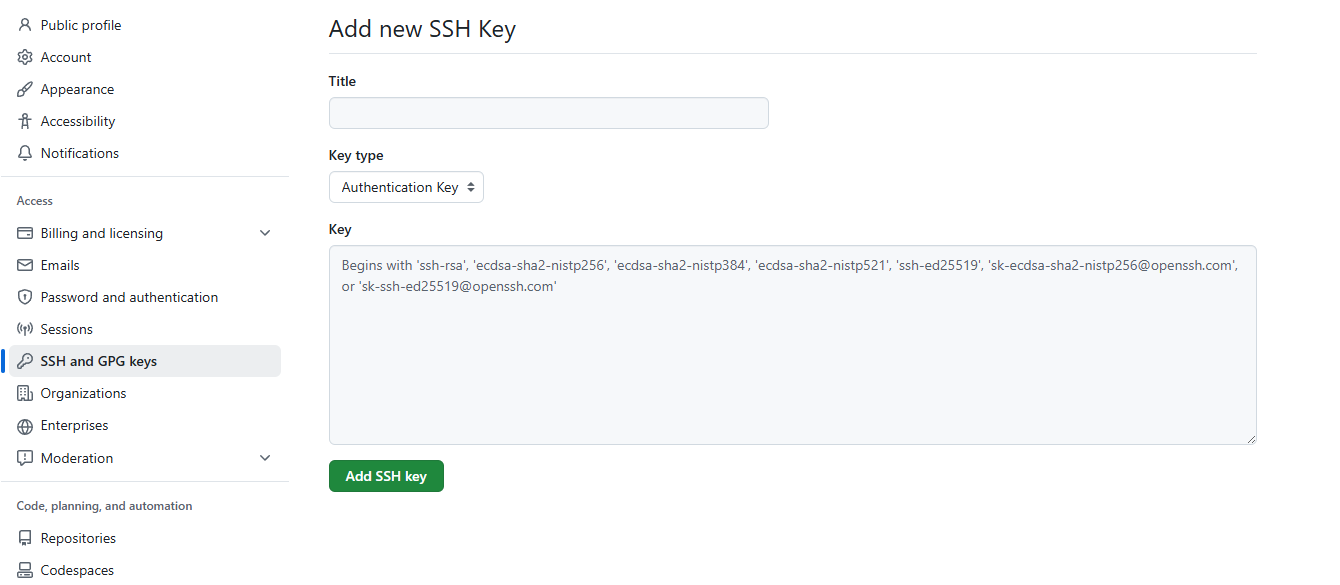 Public profile
Account
Appearance
Accessibility
Notifications
Access
Billing and licensing
Emails
Password and authentication
Sessions
SSH and GPG keys
Organizations
Enterprises
Moderation
Code, planning, and automation
Repositories
Codespaces
Add new SSH Key
Title
Key type
Authentication Key
Key
Begins with 'ssh-rsa', 'ecdsa-sha2-nistp256', 'ecdsa-sha2-nistp384', 'ecdsa-sha2-nistp521', 'ssh-ed25519', 'sk-ecdsa-sha2-nistp256@openssh.com',
or 'sk-ssh-ed25519@openssh.com'
Add SSH key